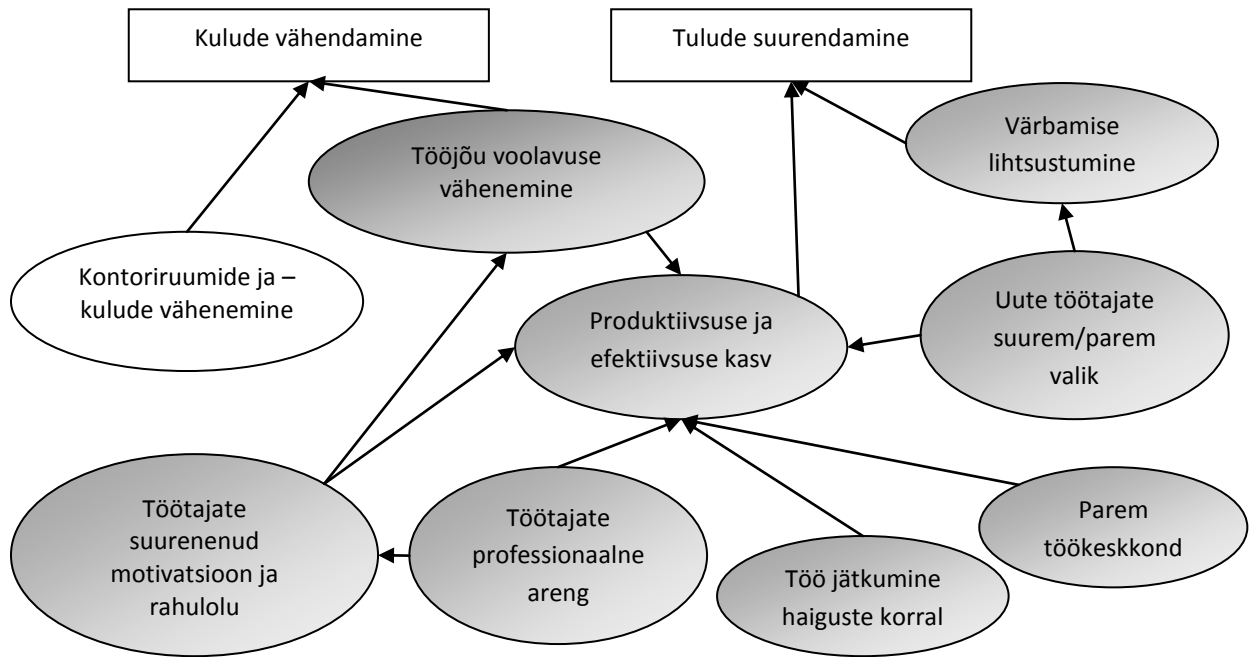 Kulude vähendamine
Tulude suurendamine
Värbamise
lihtsustumine
Tööjõu voolavuse
vähenemine
Kontoriruumide ja –
kulude vähenemine
Produktiivsuse ja
efektiivsuse kasv
Uute töötajate
suurem/parem
valik
Töötajate
suurenenud
motivatsioon ja
rahulolu
Töötajate
professionaalne
areng
Töö jätkumine
haiguste korral
Parem
töökeskkond